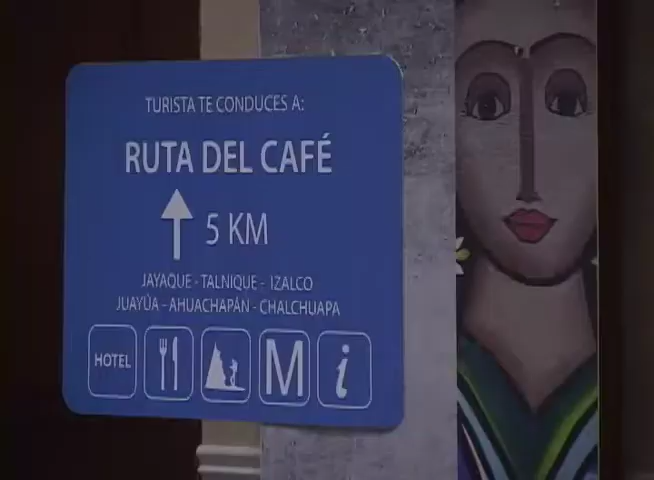 TURISTA TE CONDUCES A:
RUTA DEL CAFÉ
5 KM
JAYAQUE - TALNIQUE - IZALCO
JUAYÚA - AHUACHAPÁN - CHALCHUAPA
HOTEL M i